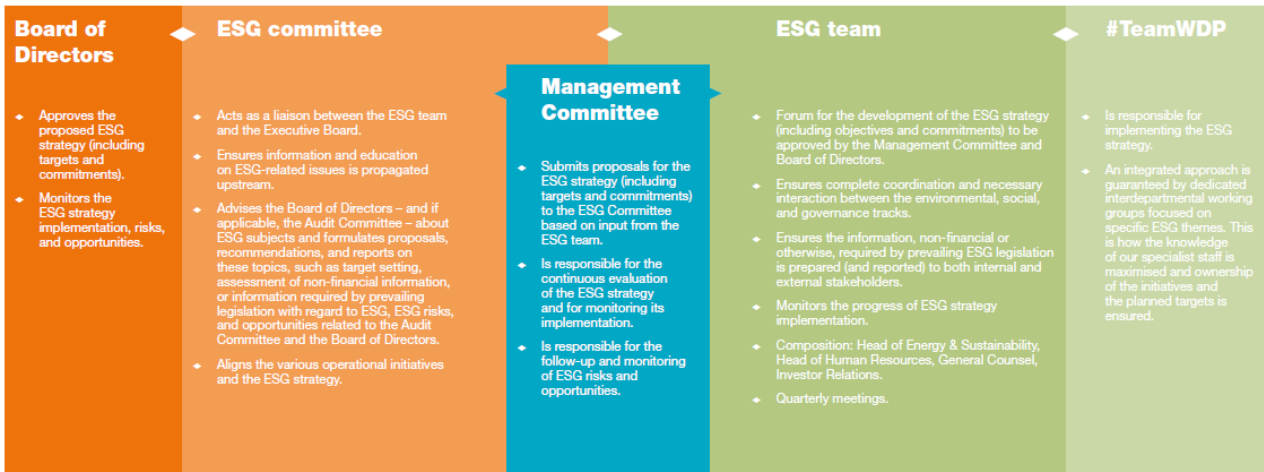 Board of
Directors
Approves the
proposed ESG
strategy (including
targets and
commitments).
Monitors the
ESG strategy
implementation, risks,
and opportunities.
ESG committee
Acts as a liaison between the ESG team
and the Executive Board.
Ensures information and education
on ESG-related issues is propagated
upstream.
Advises the Board of Directors – and if
applicable, the Audit Committee – about
ESG subjects and formulates proposals,
recommendations, and reports on
these topics, such as target setting,
assessment of non-financial information,
or information required by prevailing
legislation with regard to ESG, ESG risks,
and opportunities related to the Audit
Committee and the Board of Directors.
Aligns the various operational initiatives
and the ESG strategy.
Management
Committee
Submits proposals for the
ESG strategy (including
targets and commitments)
to the ESG Committee
based on input from the
ESG team.
Is responsible for the
continuous evaluation
of the ESG strategy
and for monitoring its
implementation.
Is responsible for the
follow-up and monitoring
of ESG risks and
opportunities.
ESG team
Forum for the development of the ESG strategy
(including objectives and commitments) to be
approved by the Management Committee and
Board of Directors.
Ensures complete coordination and necessary
interaction between the environmental, social,
and governance tracks.
Ensures the information, non-financial or
otherwise, required by prevailing ESG legislation
is prepared (and reported) to both internal and
external stakeholders.
Monitors the progress of ESG strategy
implementation.
Composition: Head of Energy & Sustainability,
Head of Human Resources, General Counsel,
Investor Relations.
Quarterly meetings.
#TeamWDP
Is responsible for
implementing the ESG
strategy.
An integrated approach is
guaranteed by dedicated
interdepartmental working
groups focused on
specific ESG themes. This
is how the knowledge
of our specialist staff is
maximised and ownership
of the initiatives and
the planned targets is
ensured.